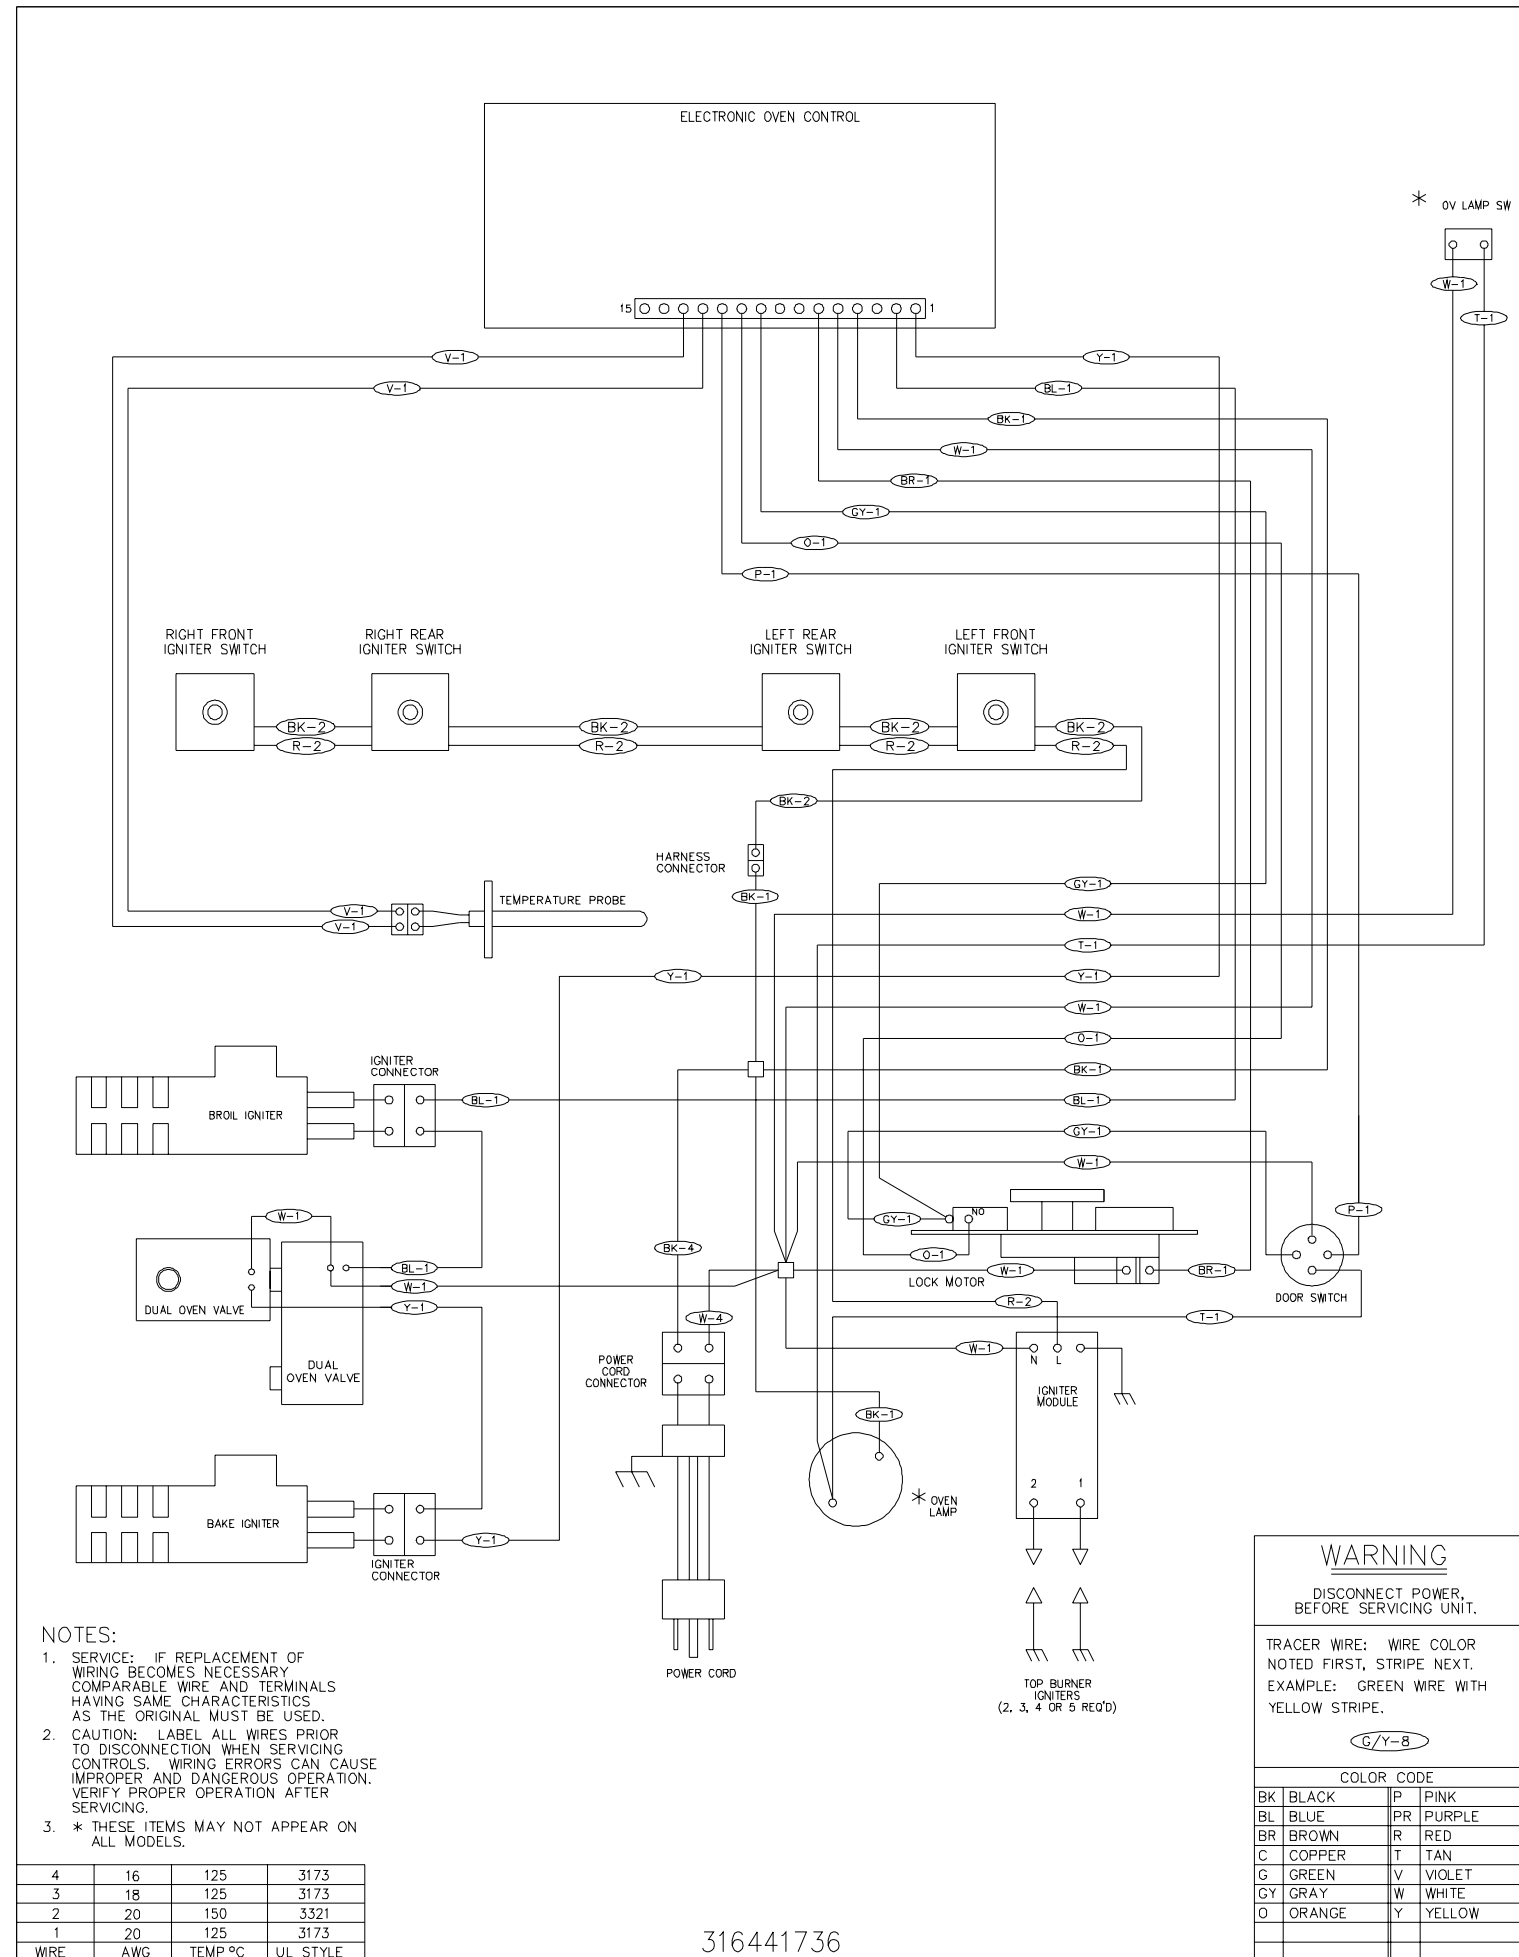 ELECTRONIC OVEN CONTROL
* OV LAMP SW
W-1
T-1
15
1
V-1
Y-1
V-1
BL-1
BK-1
W-1
BR-1
GY-1
O-1
P-1
RIGHT FRONT
IGNITER SWITCH
RIGHT REAR
IGNITER SWITCH
LEFT REAR
IGNITER SWITCH
LEFT FRONT
IGNITER SWITCH
BK-2
BK-2
BK-2
BK-2
R-2
R-2
R-2
R-2
BK-2
HARNESS
CONNECTOR
BK-1
GY-1
TEMPERATURE PROBE
V-1
V-1
W-1
T-1
Y-1
Y-1
W-1
O-1
IGNITER
CONNECTOR
BK-1
BROIL IGNITER
BL-1
BL-1
GY-1
W-1
W-1
GY-1
NO
P-1
BK-4
O-1
BL-1
W-1
BR-1
W-1
LOCK MOTOR
DUAL OVEN VALVE
Y-1
R-2
DOOR SWITCH
W-4
T-1
POWER
CORD
CONNECTOR
W-1
N
L
DUAL
OVEN VALVE
IGNITER
MODULE
BK-1
2
1
* OVEN
LAMP
BAKE IGNITER
Y-1
IGNITER
CONNECTOR
POWER CORD
TOP BURNER
IGNITERS
(2, 3, 4 OR 5 REQ'D)
NOTES:
1. SERVICE: IF REPLACEMENT OF
WIRING BECOMES NECESSARY
COMPARABLE WIRE AND TERMINALS
HAVING SAME CHARACTERISTICS
AS THE ORIGINAL MUST BE USED.
2. CAUTION: LABEL ALL WIRES PRIOR
TO DISCONNECTION WHEN SERVICING
CONTROLS. WIRING ERRORS CAN CAUSE
IMPROPER AND DANGEROUS OPERATION.
VERIFY PROPER OPERATION AFTER
SERVICING.
3. * THESE ITEMS MAY NOT APPEAR ON
ALL MODELS.
4 16 125 3173
3 18 125 3173
2 20 150 3321
1 20 125 3173
WIRE AWG TEMP °C UL STYLE
316441736
WARNING
DISCONNECT POWER,
BEFORE SERVICING UNIT.
TRACER WIRE: WIRE COLOR
NOTED FIRST, STRIPE NEXT.
EXAMPLE: GREEN WIRE WITH
YELLOW STRIPE.
G/Y-8
COLOR CODE
BK BLACK P PINK
BL BLUE PR PURPLE
BR BROWN R RED
C COPPER T TAN
G GREEN V VIOLET
GY GRAY W WHITE
O ORANGE Y YELLOW